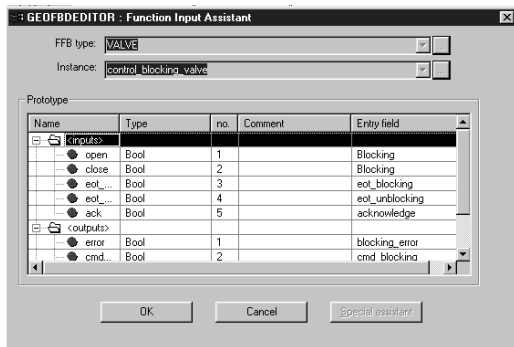 GEOFBDEDITOR : Function Input Assistant
FFB type: VALVE
...
Instance: control_blocking_valve
...
Prototype
Name Type no. Comment Entry field
<inputs>
open Bool 1 Blocking
close Bool 2 Blocking
eot_... Bool 3 eot_blocking
eot_... Bool 4 eot_unblocking
ack Bool 5 acknowledge
<outputs>
error Bool 1 blocking_error
cmd... Bool 2 cmd_blocking
OK Cancel Special assistant